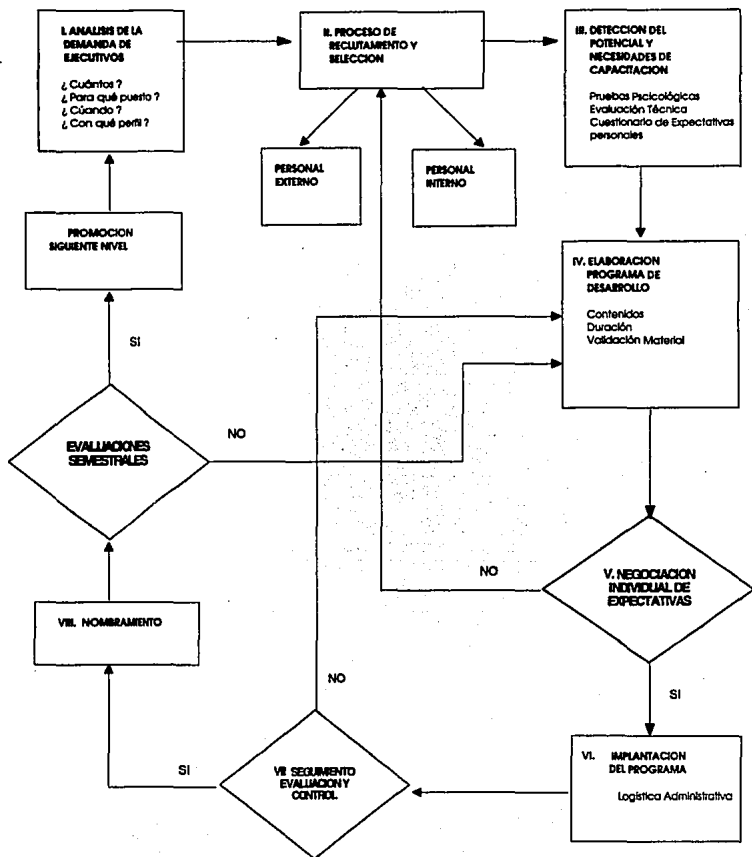 I. ANALISIS DE LA
DEMANDA DE
EJECUTIVOS
¿ Cuántos ?
¿ Para qué puesto ?
¿ Cúando ?
¿ Con qué perfil ?
II. PROCESO DE
RECLUTAMIENTO Y
SELECCION
III. DETECCION DEL
POTENCIAL Y
NECESIDADES DE
CAPACITACION
Pruebas Pscicológicas
Evaluación Técnica
Cuestionario de Expectativas
personales
PERSONAL
EXTERNO
PERSONAL
INTERNO
PROMOCION
SIGUIENTE NIVEL
IV. ELABORACION
PROGRAMA DE
DESARROLLO
Contenidos
Duración
Validación Material
SI
EVALUACIONES
SEMESTRALES
NO
NO
V. NEGOCIACION
INDIVIDUAL DE
EXPECTATIVAS
VIII. NOMBRAMIENTO
NO
SI
SI
VII SEGUIMIENTO
EVALUACION Y
CONTROL
VI. IMPLANTACION
DEL PROGRAMA
Logística Administrativa